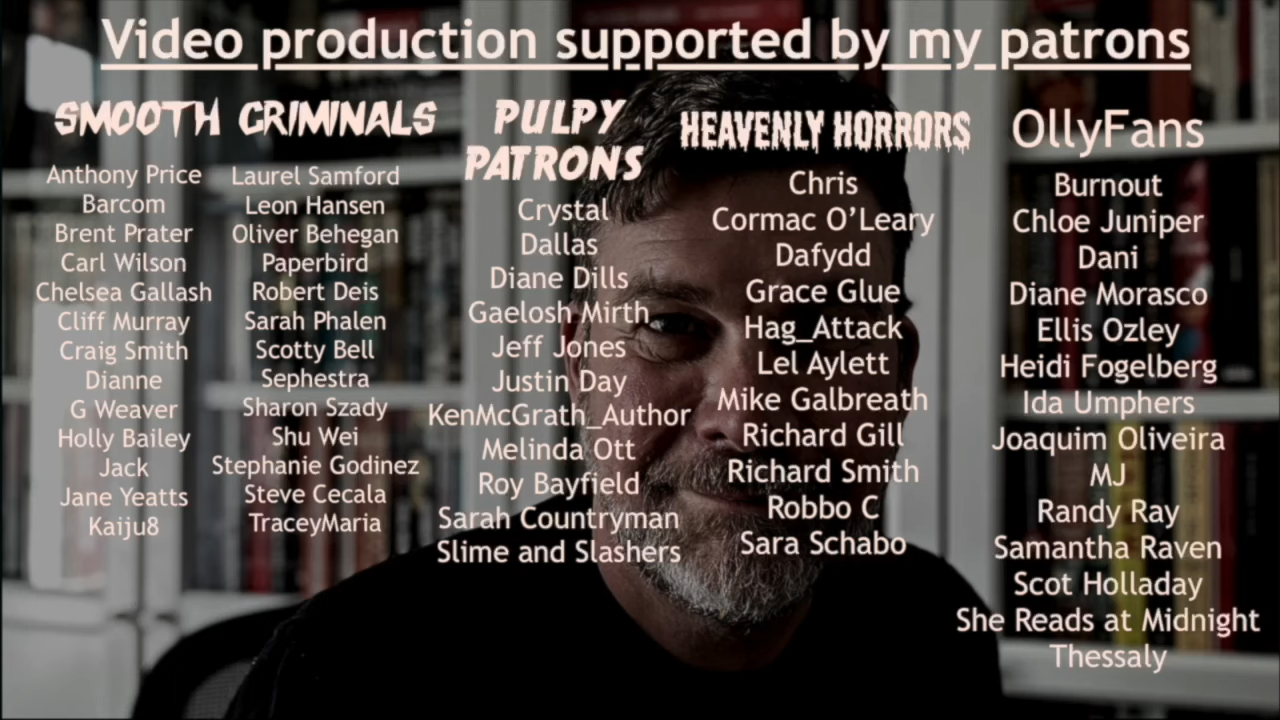 Video production supported by my patrons
SMOOTH CRIMINALS
Anthony Price
Barcom
Brent Prater
Carl Wilson
Chelsea Gallash
Cliff Murray
Craig Smith
Dianne
G Weaver
Holly Bailey
Jack
Jane Yeatts
Kaiju8
Laurel Samford
Leon Hansen
Oliver Behegan
Paperbird
Robert Deis
Sarah Phalen
Scotty Bell
Sephestra
Sharon Szady
Shu Wei
Stephanie Godinez
Steve Cecala
TraceyMaria
PULPY
PATRONS
Crystal
Dallas
Diane Dills
Gaelosh Mirth
Jeff Jones
Justin Day
KenMcGrath_Author
Melinda Ott
Roy Bayfield
Sarah Countryman
Slime and Slashers
HEAVENLY HORRORS
Chris
Cormac O’Leary
Dafydd
Grace Glue
Hag_Attack
Lel Aylett
Mike Galbreath
Richard Gill
Richard Smith
Robbo C
Sara Schabo
OllyFans
Burnout
Chloe Juniper
Dani
Diane Morasco
Ellis Ozley
Heidi Fogelberg
Ida Umphers
Joaquim Oliveira
MJ
Randy Ray
Samantha Raven
Scot Holladay
She Reads at Midnight
Thessaly